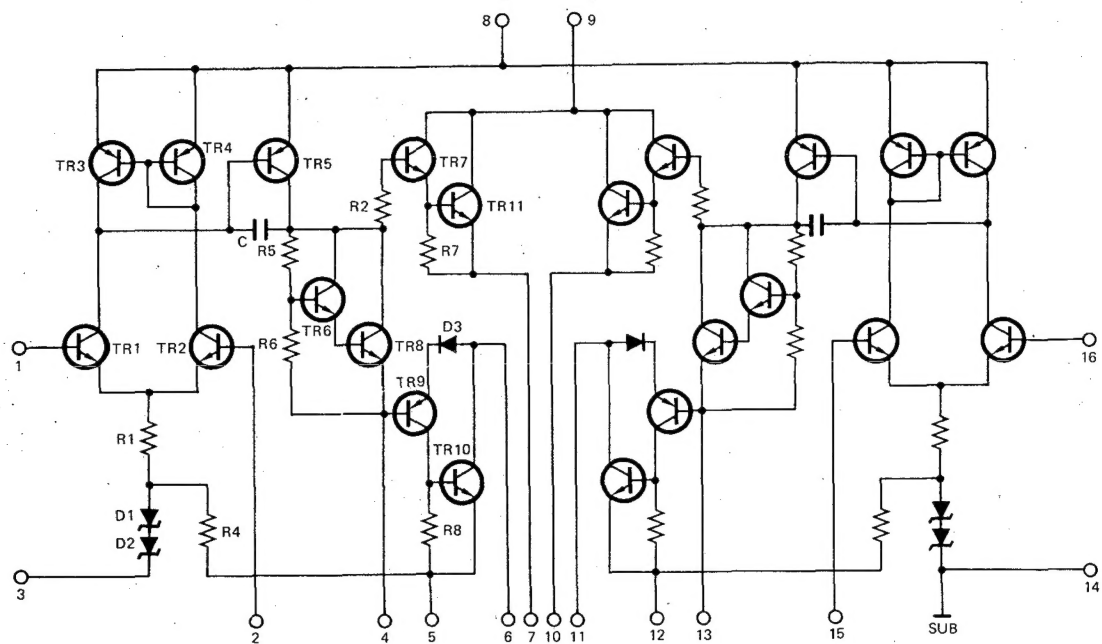 8 9
TR3 TR4 TR5 TR7
TR11
R2
C R5 R7
TR6
TR1 TR2 R6 TR8 D3
1 16
TR9
R1 TR10
D1 R4 R8
D2
3 14
2 4 5 6 7 10 11 12 13 15 SUB